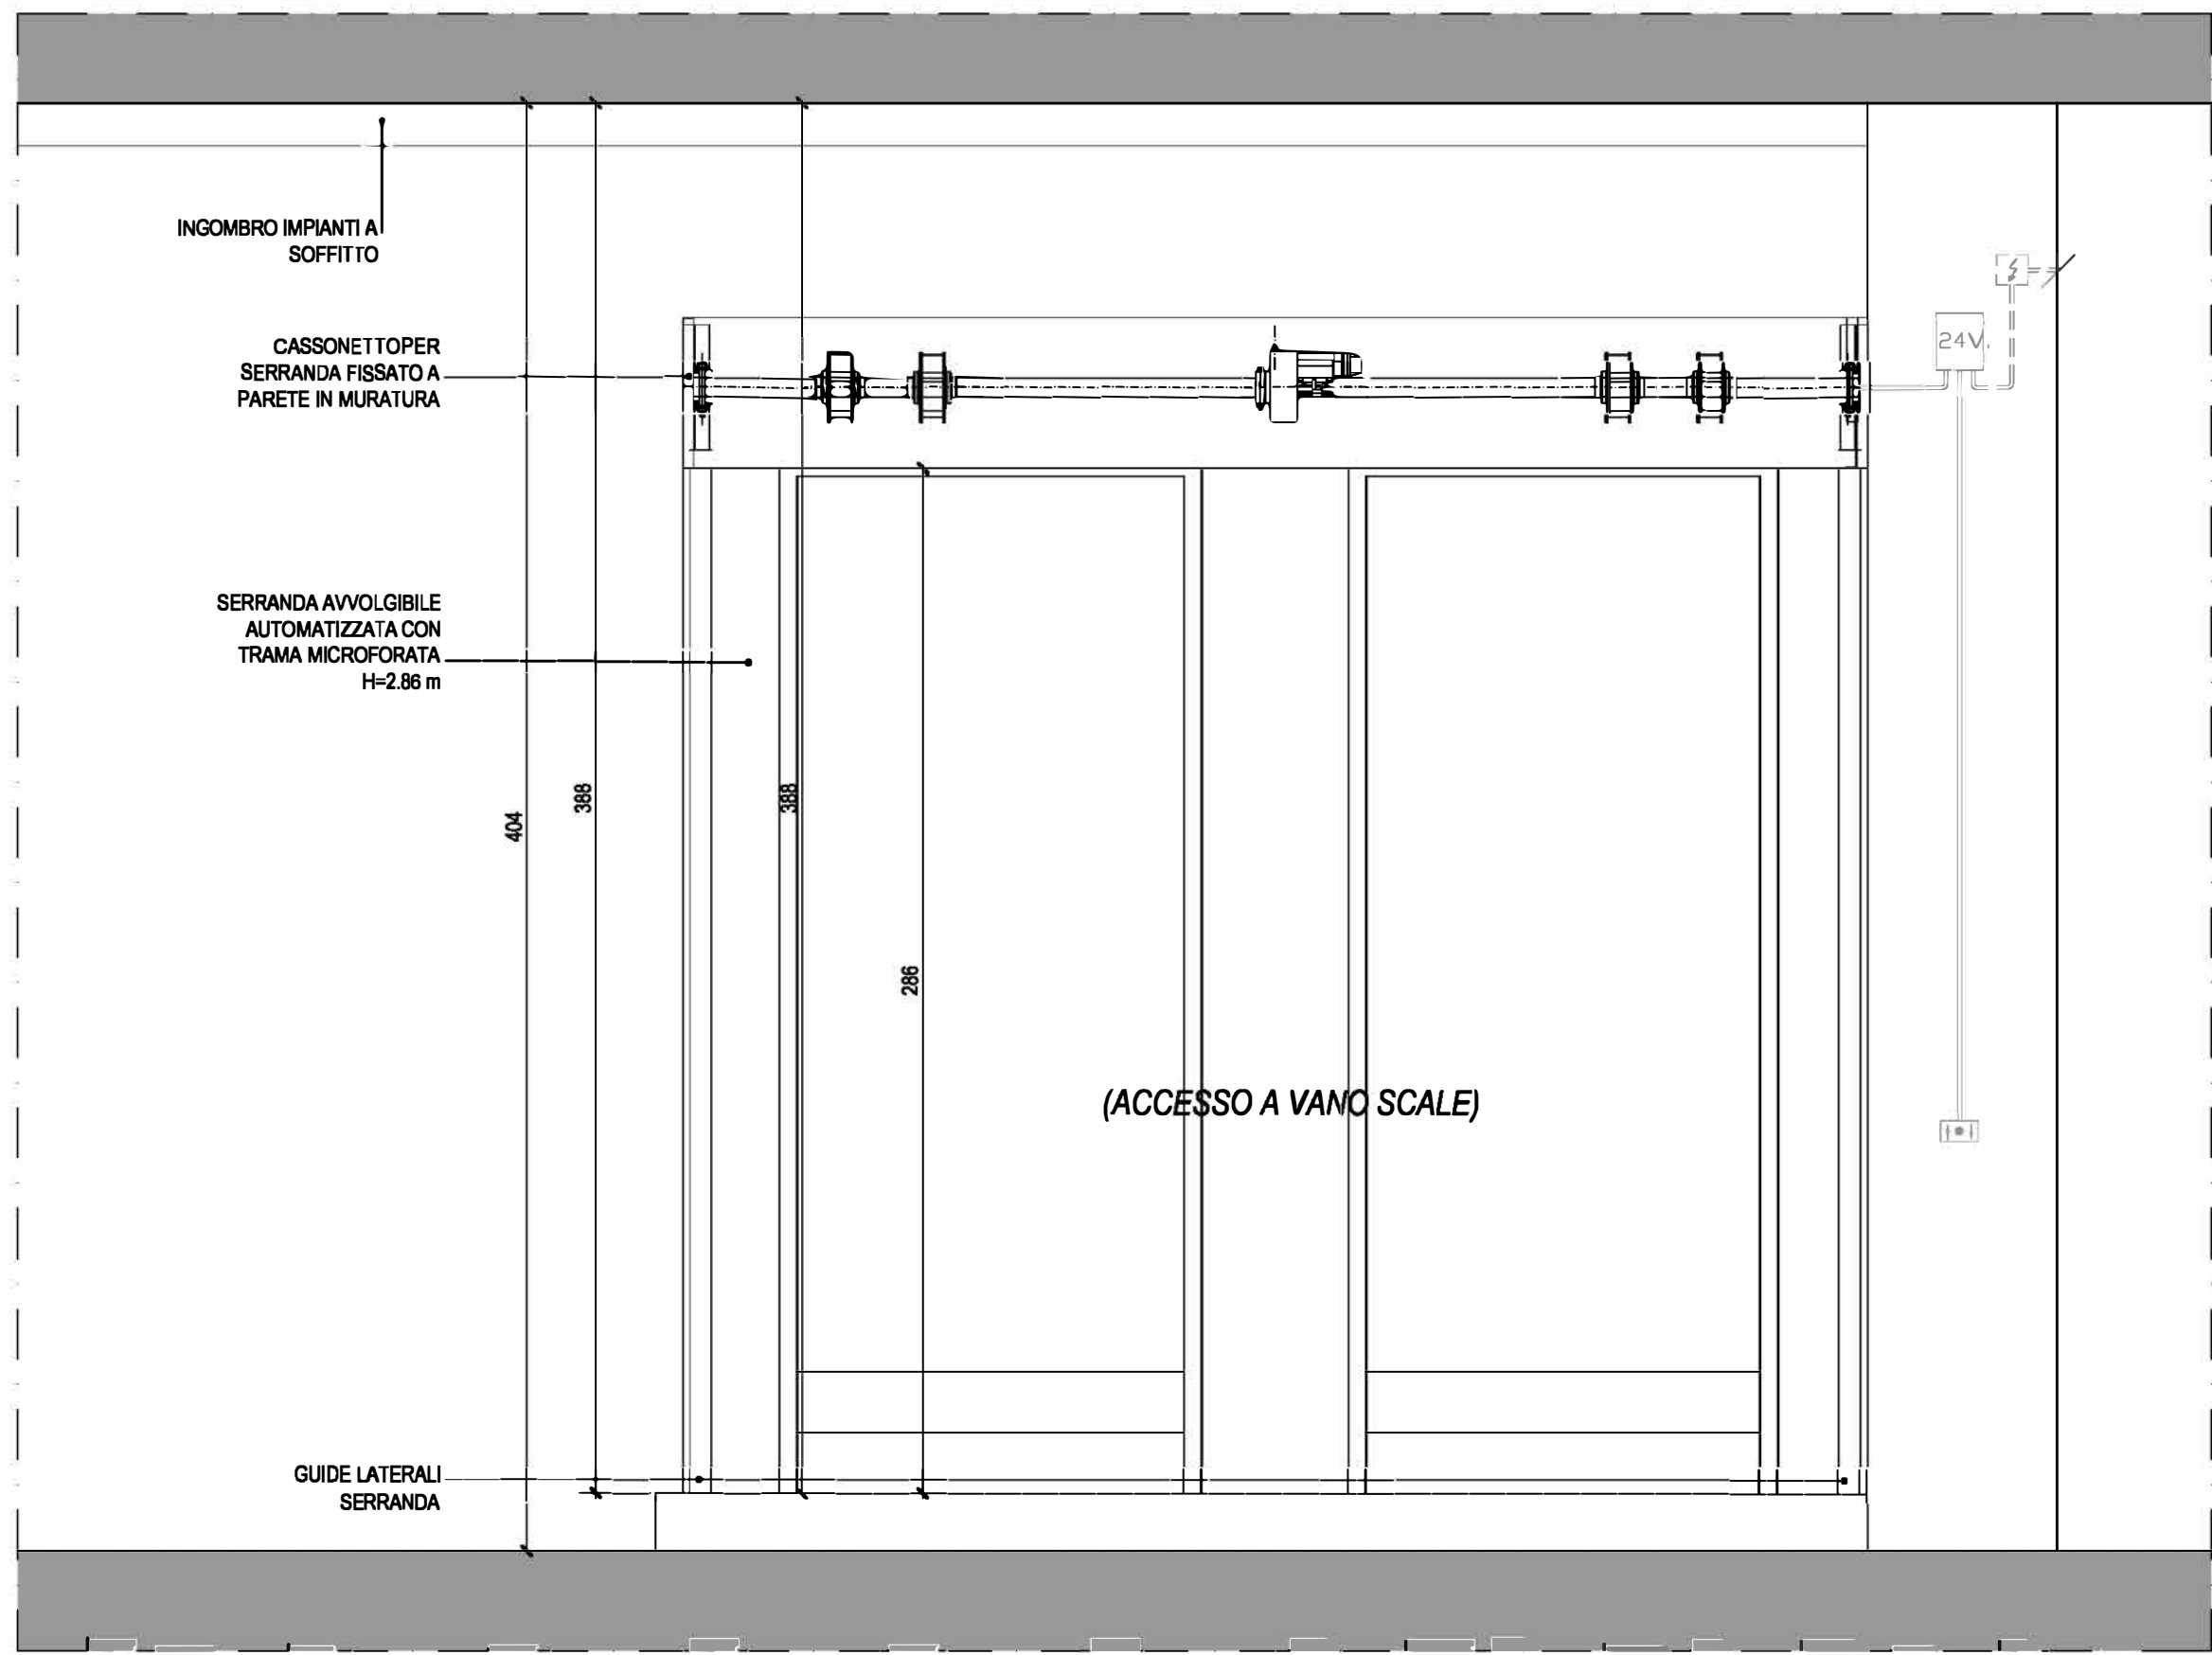 INGOMBRO IMPIANTI A
SOFFITTO
CASSONETTOPER
SERRANDA FISSATO A
PARETE IN MURATURA
24V.
SERRANDA AVVOLGIBILE
AUTOMATIZZATA CON
TRAMA MICROFORATA
H=2.86 m
404
388
388
286
(ACCESSO A VANO SCALE)
GUIDE LATERALI
SERRANDA